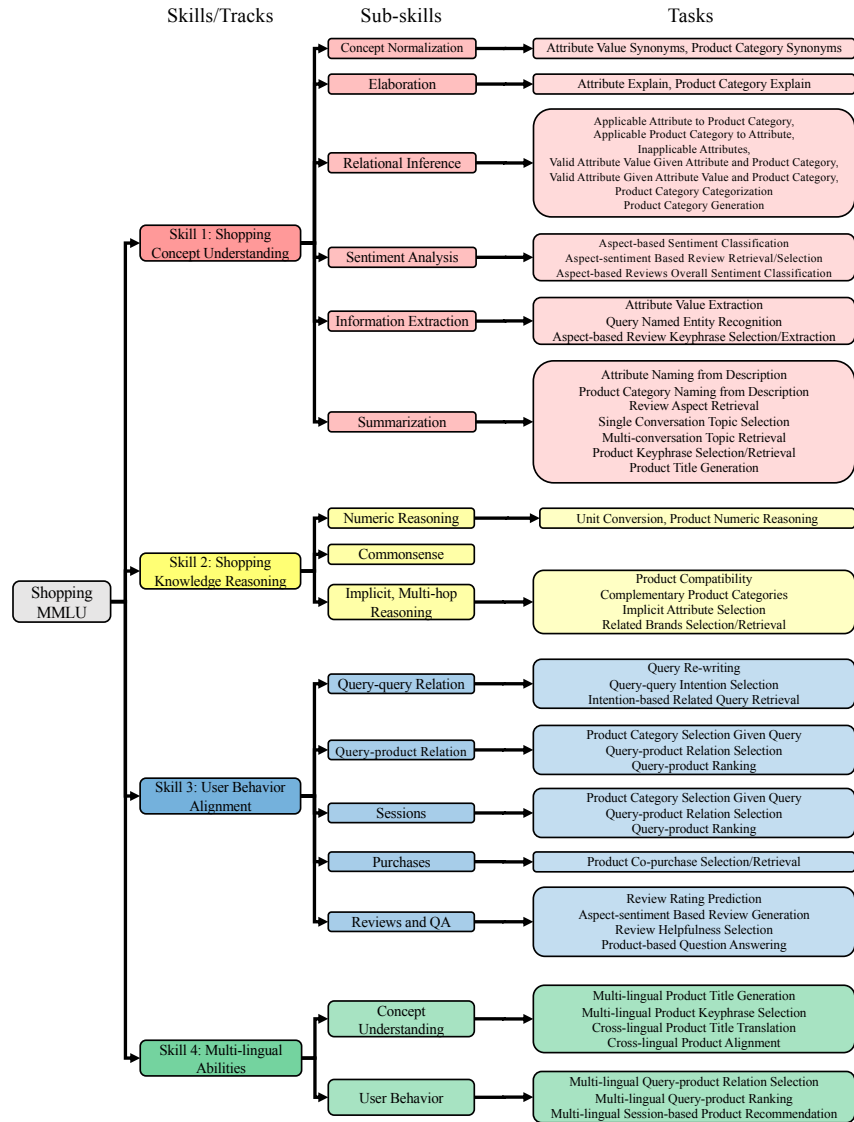 Skills/Tracks
Sub-skills
Tasks
Shopping
MMLU
Skill 1: Shopping
Concept Understanding
Concept Normalization
Attribute Value Synonyms, Product Category Synonyms
Elaboration
Attribute Explain, Product Category Explain
Relational Inference
Applicable Attribute to Product Category,
Applicable Product Category to Attribute,
Inapplicable Attributes,
Valid Attribute Value Given Attribute and Product Category,
Valid Attribute Given Attribute Value and Product Category,
Product Category Categorization
Product Category Generation
Sentiment Analysis
Aspect-based Sentiment Classification
Aspect-sentiment Based Review Retrieval/Selection
Aspect-based Reviews Overall Sentiment Classification
Information Extraction
Attribute Value Extraction
Query Named Entity Recognition
Aspect-based Review Keyphrase Selection/Extraction
Summarization
Attribute Naming from Description
Product Category Naming from Description
Review Aspect Retrieval
Single Conversation Topic Selection
Multi-conversation Topic Retrieval
Product Keyphrase Selection/Retrieval
Product Title Generation
Skill 2: Shopping
Knowledge Reasoning
Numeric Reasoning
Unit Conversion, Product Numeric Reasoning
Commonsense
Implicit, Multi-hop
Reasoning
Product Compatibility
Complementary Product Categories
Implicit Attribute Selection
Related Brands Selection/Retrieval
Skill 3: User Behavior
Alignment
Query-query Relation
Query Re-writing
Query-query Intention Selection
Intention-based Related Query Retrieval
Query-product Relation
Product Category Selection Given Query
Query-product Relation Selection
Query-product Ranking
Sessions
Product Category Selection Given Query
Query-product Relation Selection
Query-product Ranking
Purchases
Product Co-purchase Selection/Retrieval
Reviews and QA
Review Rating Prediction
Aspect-sentiment Based Review Generation
Review Helpfulness Selection
Product-based Question Answering
Skill 4: Multi-lingual
Abilities
Concept
Understanding
Multi-lingual Product Title Generation
Multi-lingual Product Keyphrase Selection
Cross-lingual Product Title Translation
Cross-lingual Product Alignment
User Behavior
Multi-lingual Query-product Relation Selection
Multi-lingual Query-product Ranking
Multi-lingual Session-based Product Recommendation